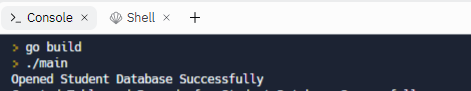 >_ Console × Shell × +
> go build
> ./main
Opened Student Database Successfully